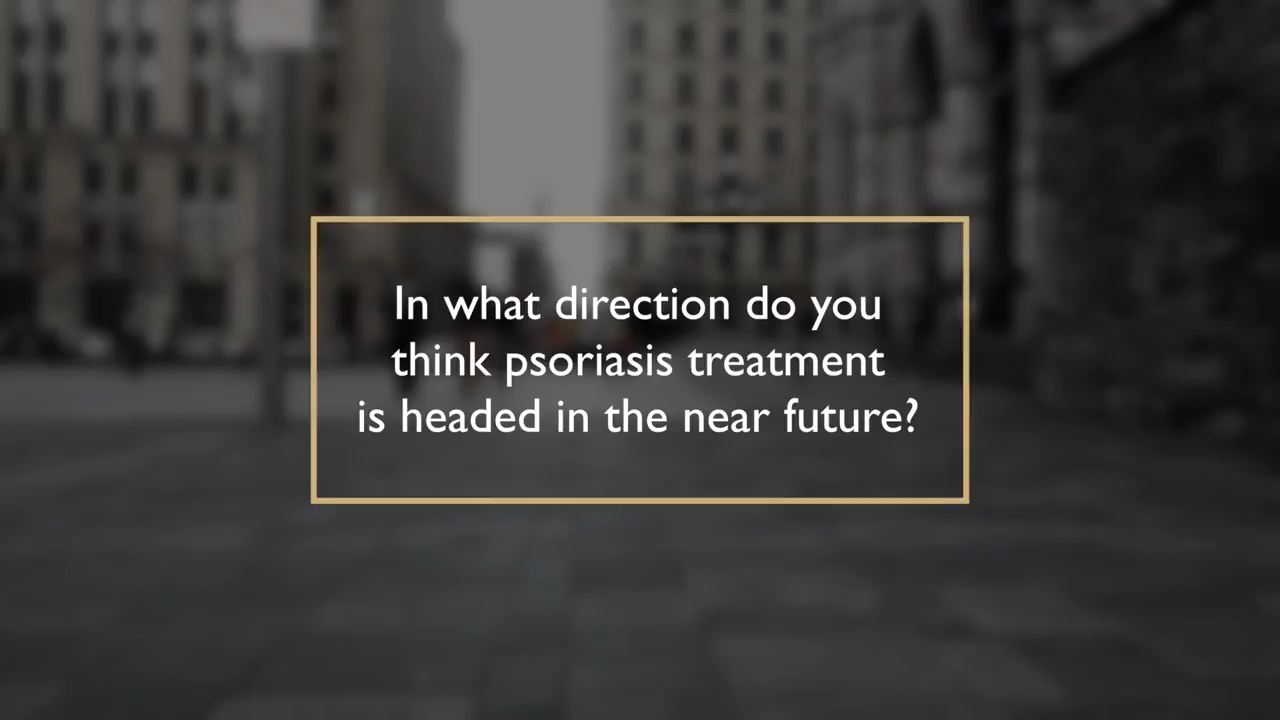 In what direction do you
think psoriasis treatment
is headed in the near future?